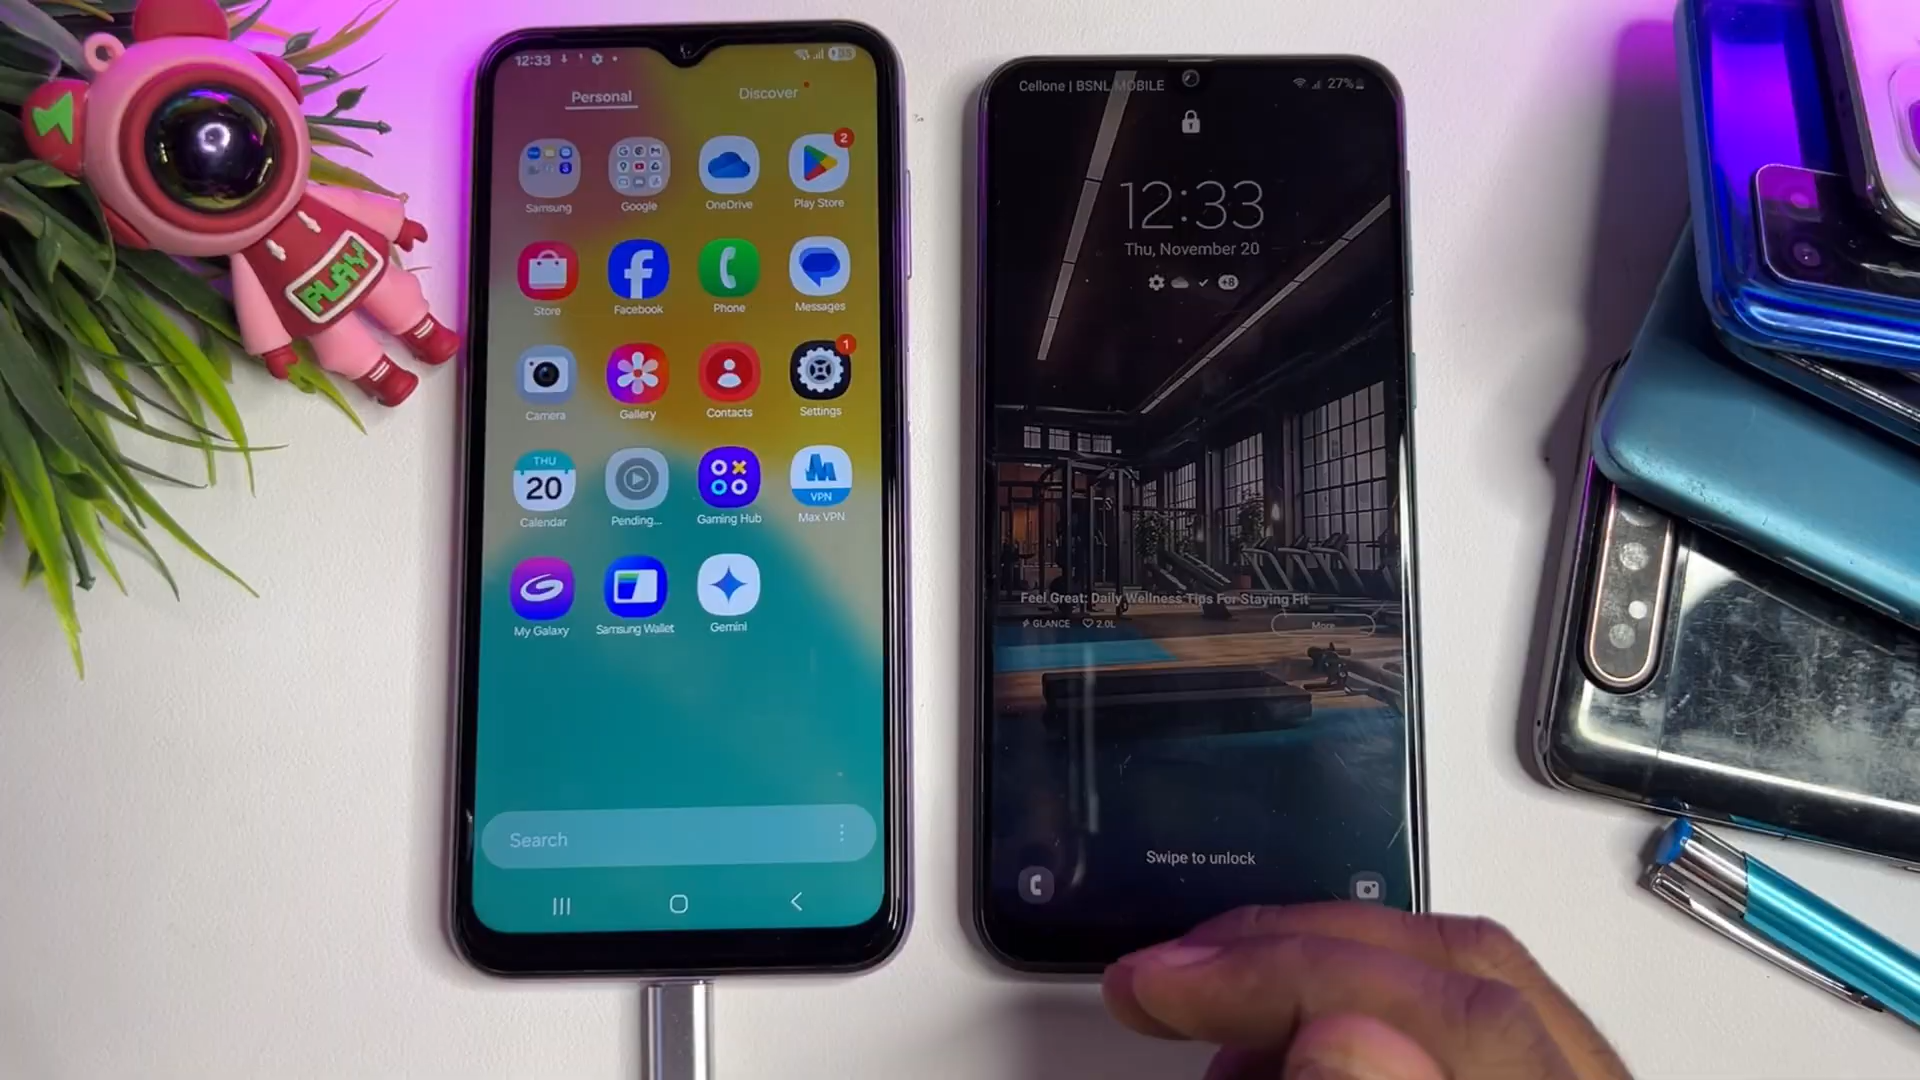 PLAY
12:33
Personal
Discover
Samsung
Google
OneDrive
2
Play Store
Store
Facebook
Phone
Messages
Camera
Gallery
Contacts
1
Settings
THU
20
Calendar
Pending...
Gaming Hub
VPN
Max VPN
My Galaxy
Samsung Wallet
Gemini
Search
Cellone | BSNL MOBILE
27%
12:33
Thu, November 20
+8
Feel Great: Daily Wellness Tips For Staying Fit
GLANCE
2.0L
More
Swipe to unlock